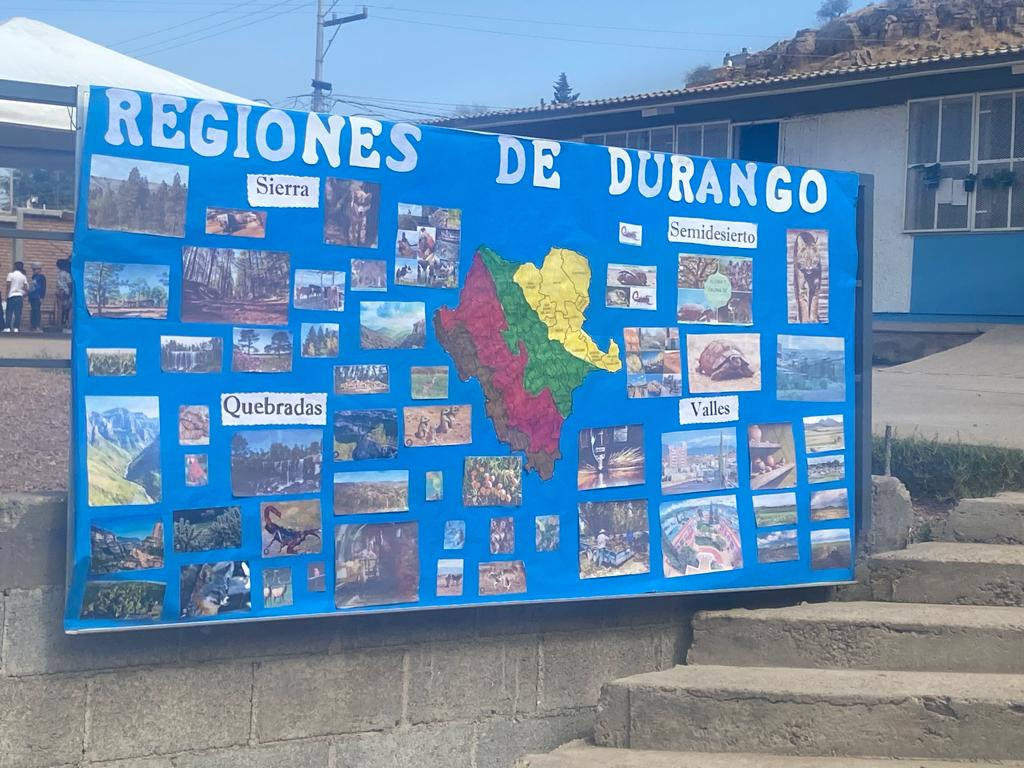 REGIONES DE DURANGO
Sierra
Semidesierto
Quebradas
Valles